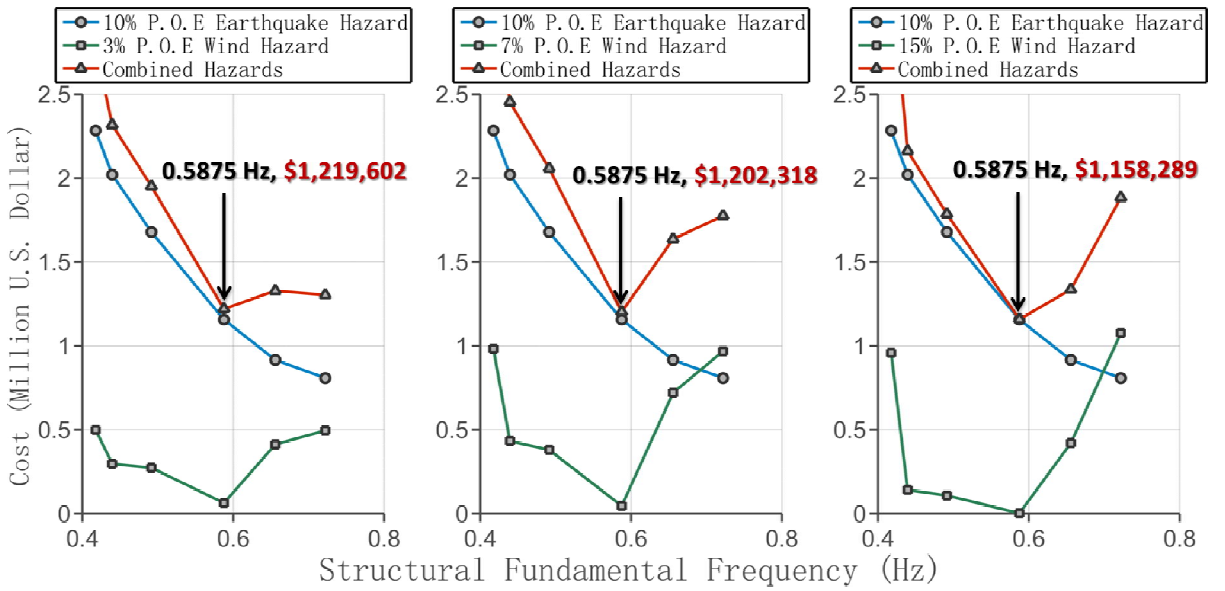 10% P.O.E Earthquake Hazard
3% P.O.E Wind Hazard
Combined Hazards
10% P.O.E Earthquake Hazard
7% P.O.E Wind Hazard
Combined Hazards
10% P.O.E Earthquake Hazard
15% P.O.E Wind Hazard
Combined Hazards
Cost (Million U.S. Dollar)
2.5
2
1.5
1
0.5
0
0.4
0.6
0.8
0.5875 Hz, $1,219,602
2.5
2
1.5
1
0.5
0
0.4
0.6
0.8
0.5875 Hz, $1,202,318
2.5
2
1.5
1
0.5
0
0.4
0.6
0.8
0.5875 Hz, $1,158,289
Structural Fundamental Frequency (Hz)